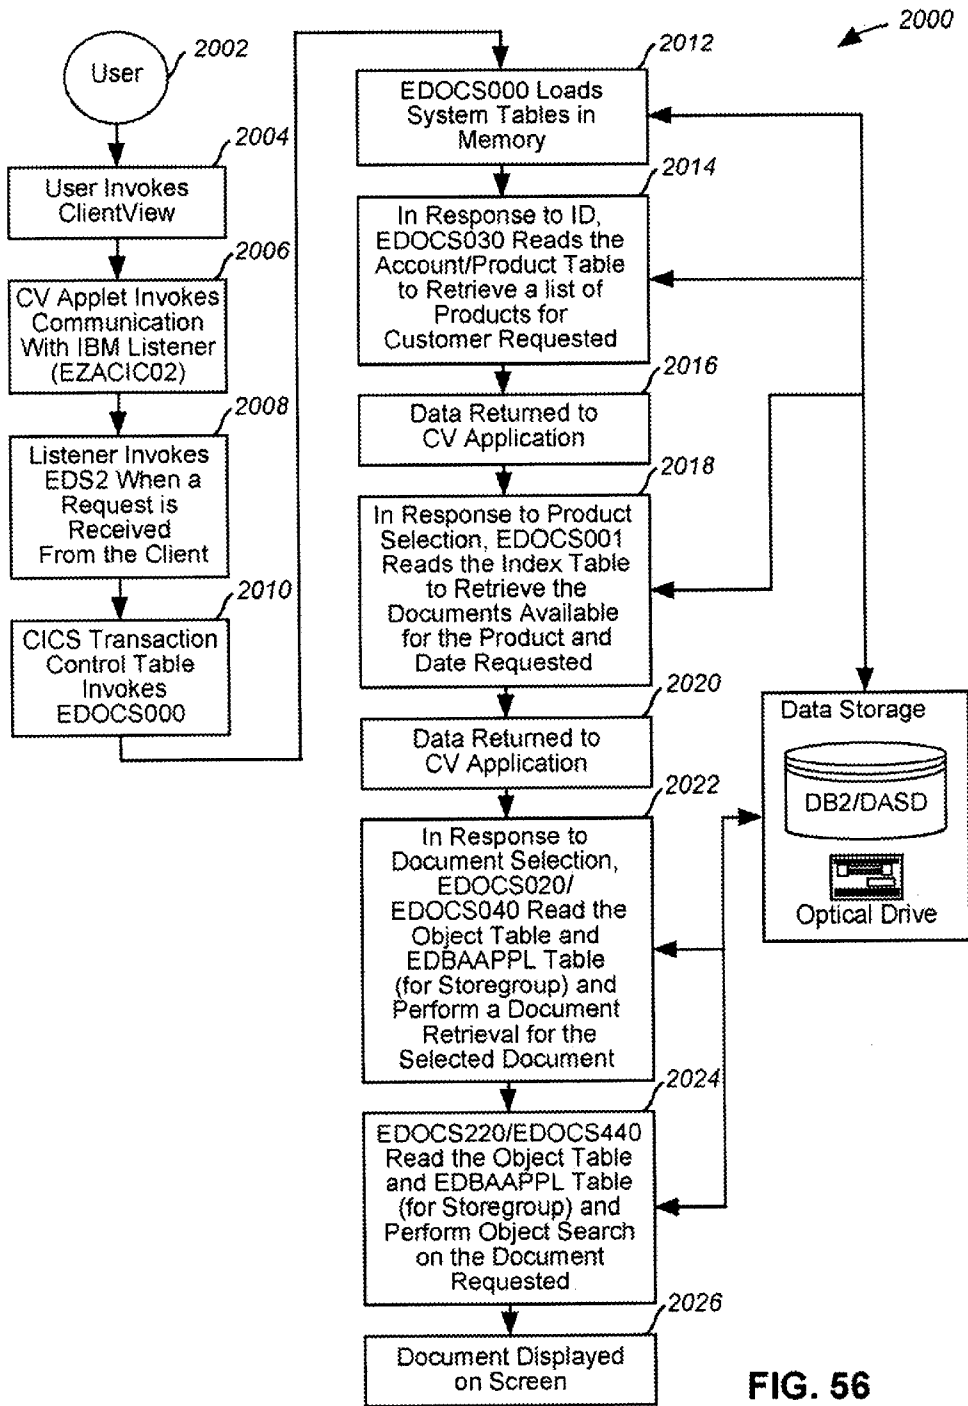 2000
2002
User
2004
User Invokes
ClientView
2006
CV Applet Invokes
Communication
With IBM Listener
(EZACIC02)
2008
Listener Invokes
EDS2 When a
Request is
Received
From the Client
2010
CICS Transaction
Control Table
Invokes
EDOCS000
2012
EDOCS000 Loads
System Tables in
Memory
2014
In Response to ID,
EDOCS030 Reads the
Account/Product Table
to Retrieve a list of
Products for
Customer Requested
2016
Data Returned to
CV Application
2018
In Response to Product
Selection, EDOCS001
Reads the Index Table
to Retrieve the
Documents Available
for the Product and
Date Requested
2020
Data Returned to
CV Application
2022
In Response to
Document Selection,
EDOCS020/
EDOCS040 Read the
Object Table and
EDBAAPPL Table
(for Storegroup) and
Perform a Document
Retrieval for the
Selected Document
2024
EDOCS220/EDOCS440
Read the Object Table
and EDBAAPPL Table
(for Storegroup) and
Perform Object Search
on the Document
Requested
2026
Document Displayed
on Screen
Data Storage
DB2/DASD
Optical Drive
FIG. 56